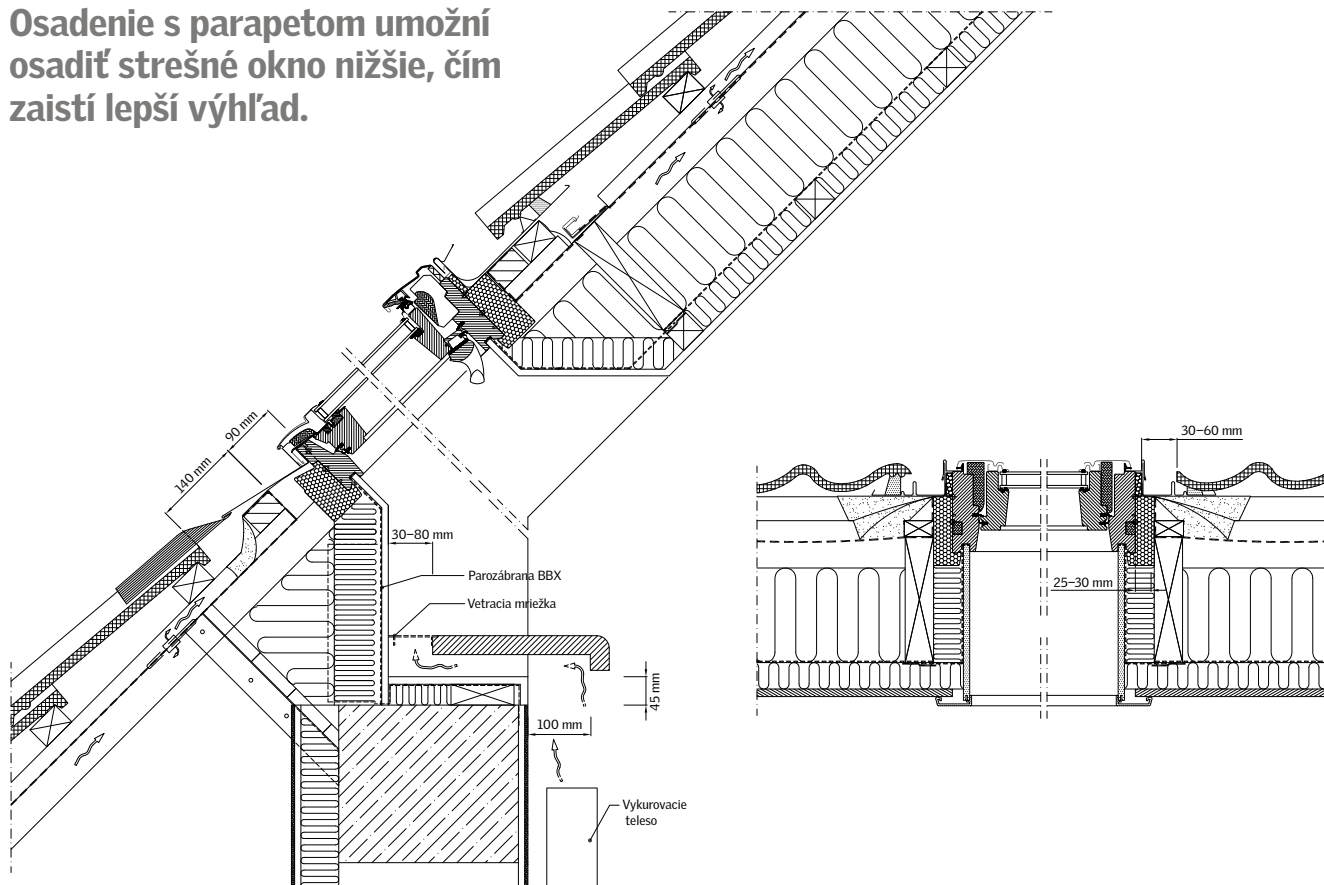 Osadenie s parapetom umožní
osadiť strešné okno nižšie, čím
zaistí lepší výhľad.
90 mm
140 mm
30–80 mm
Parozábrana BBX
Vetracia mriežka
45 mm
100 mm
Vykurovacie
teleso
30–60 mm
25–30 mm